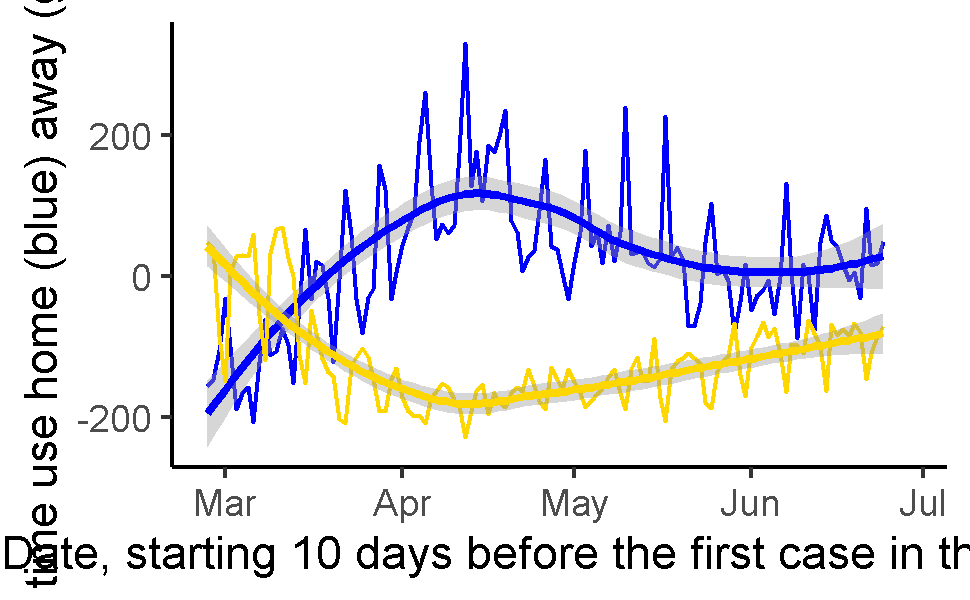 time use home (blue) away (
200
0
-200
Mar Apr May Jun Jul
Date, starting 10 days before the first case in th